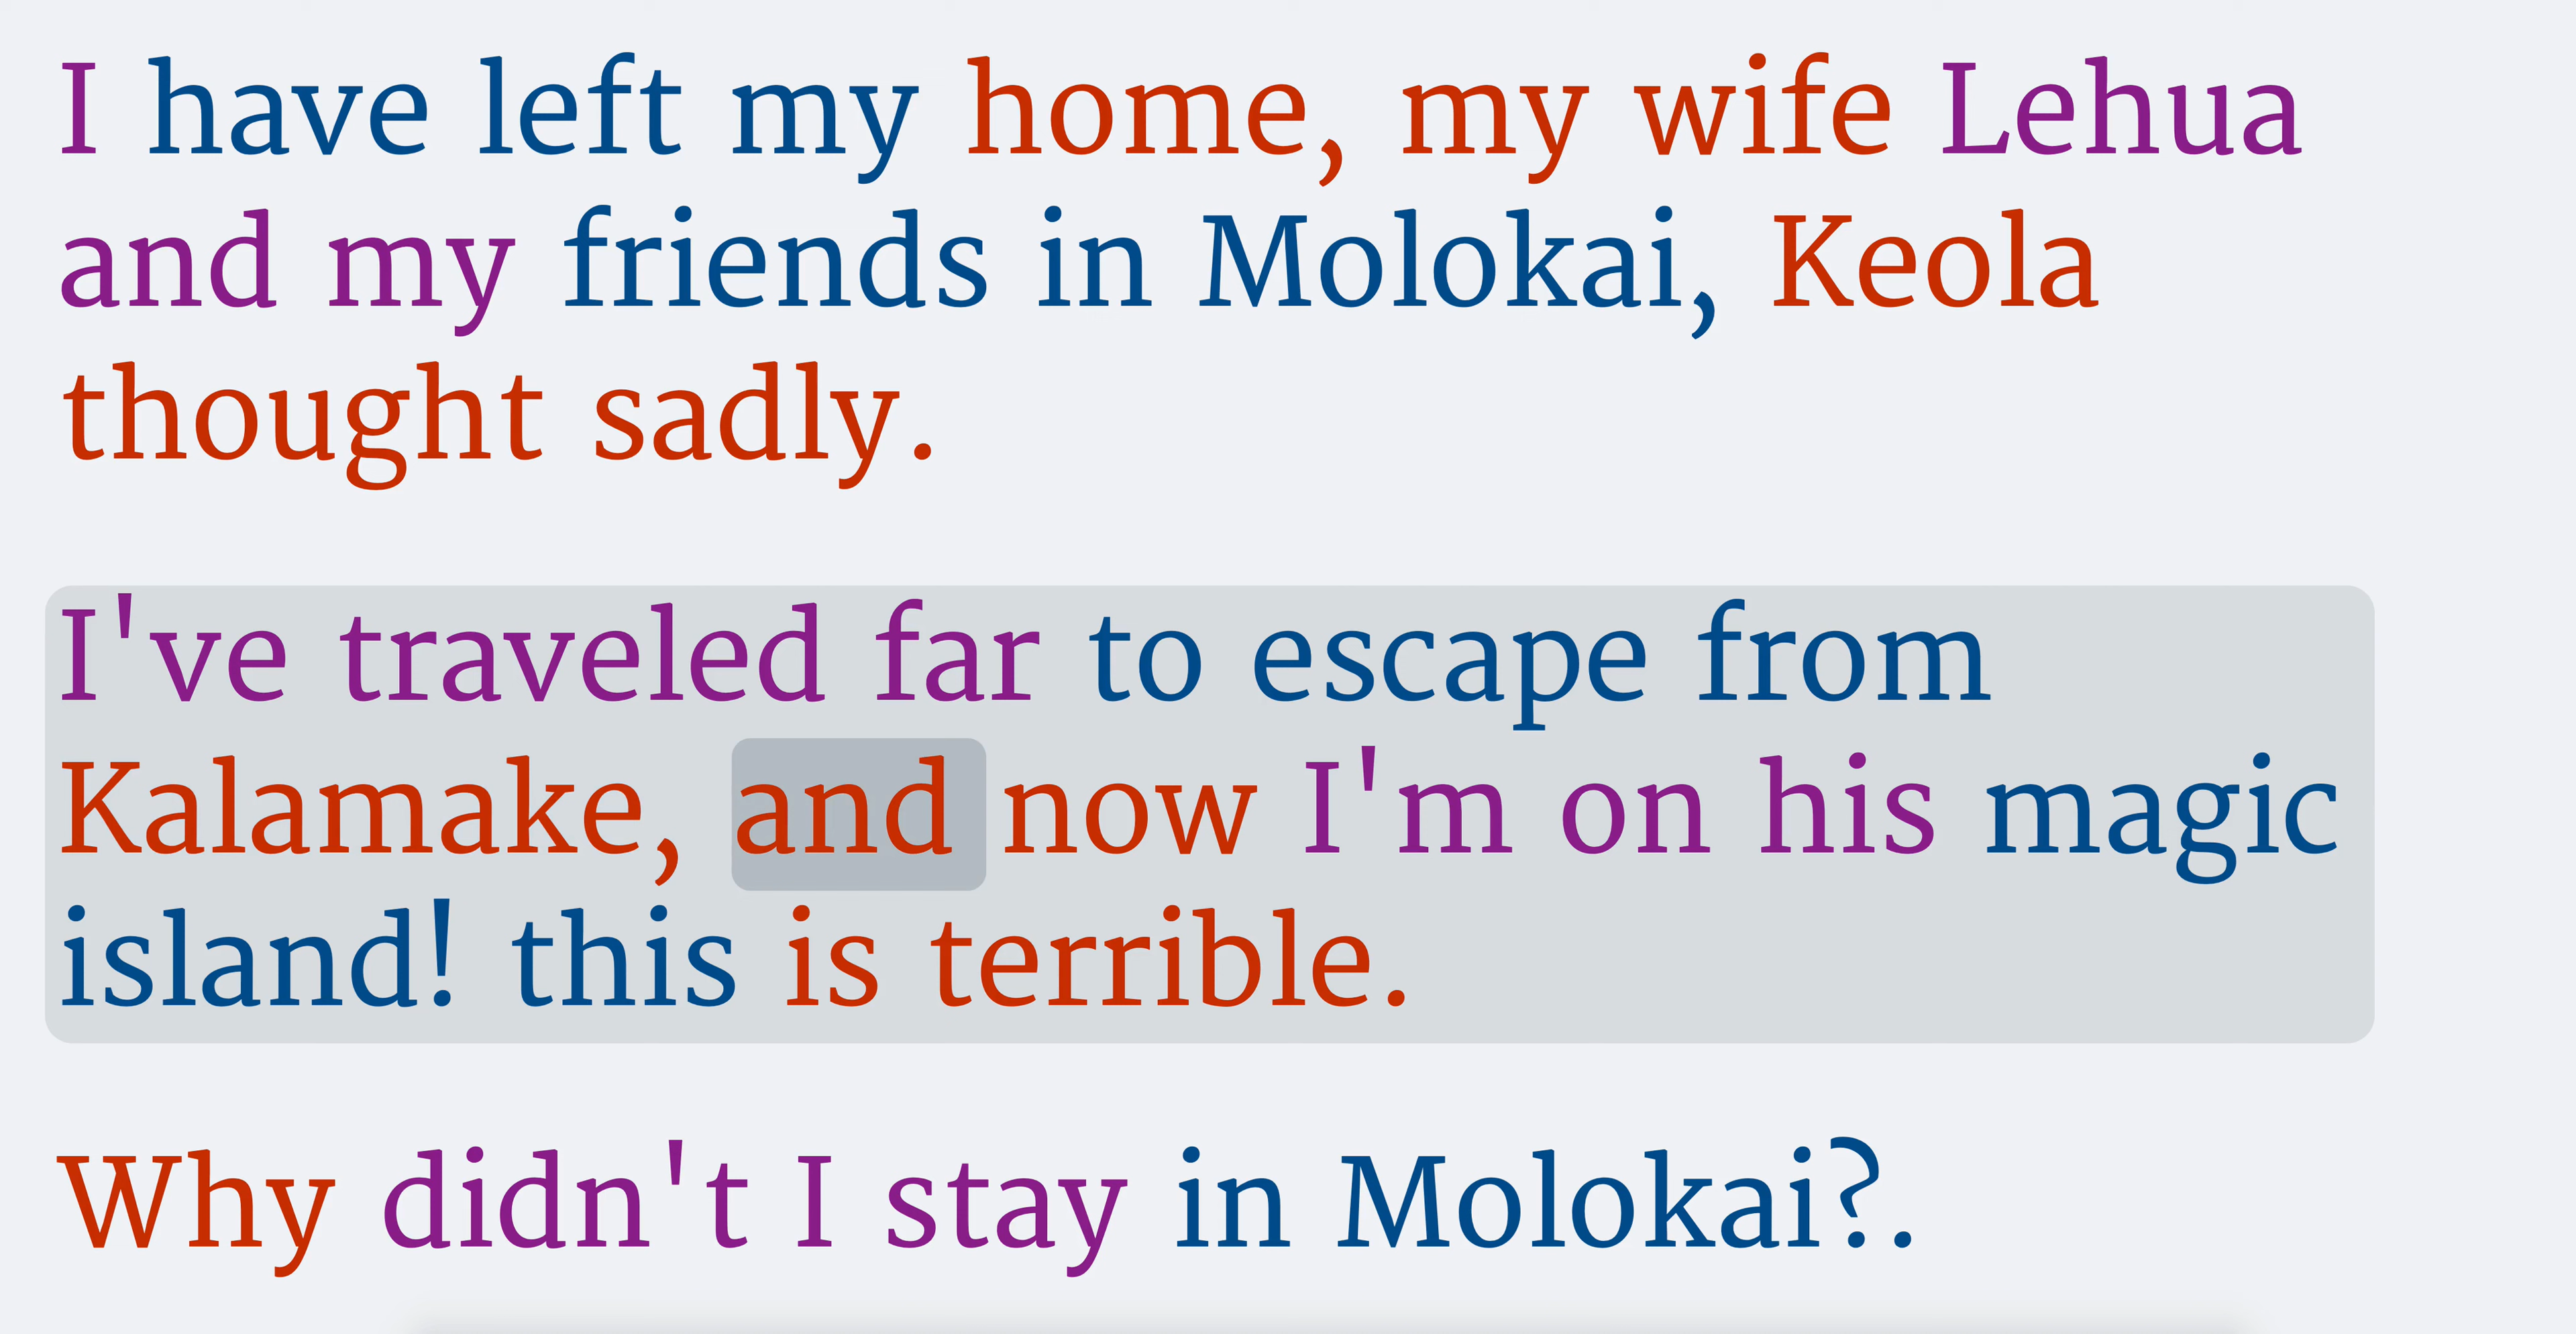 I have left my home, my wife Lehua
and my friends in Molokai, Keola
thought sadly.
I've traveled far to escape from
Kalamake, and now I'm on his magic
island! this is terrible.
Why didn't I stay in Molokai?.